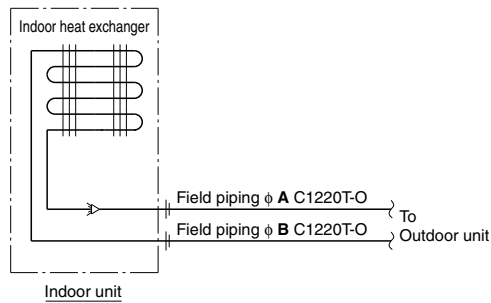 Indoor heat exchanger
Field piping ϕ A C1220T-O
To
Field piping ϕ B C1220T-O
Outdoor unit
Indoor unit